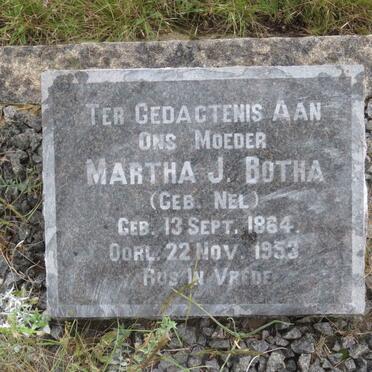 TER GEDAGTENIS AAN
ONS MOEDER
MARTHA J. BOTHA
(GEB. NEL)
GEB. 13 SEPT. 1864.
OORL. 22 NOV. 1953
RUS IN VREDE